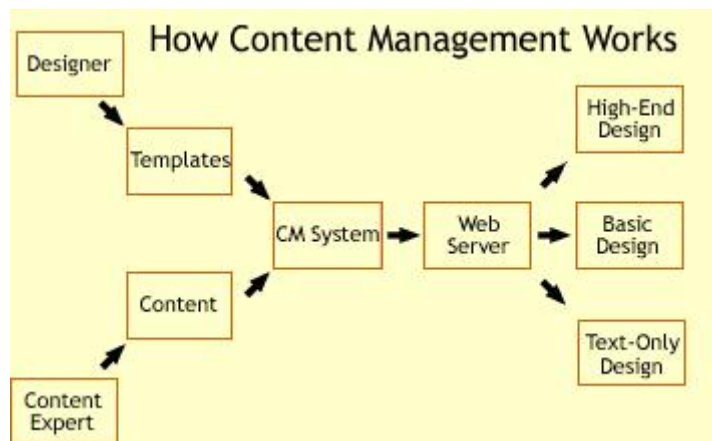 How Content Management Works
Designer
Templates
Content
Content
Expert
CM System
Web
Server
High-End
Design
Basic
Design
Text-Only
Design